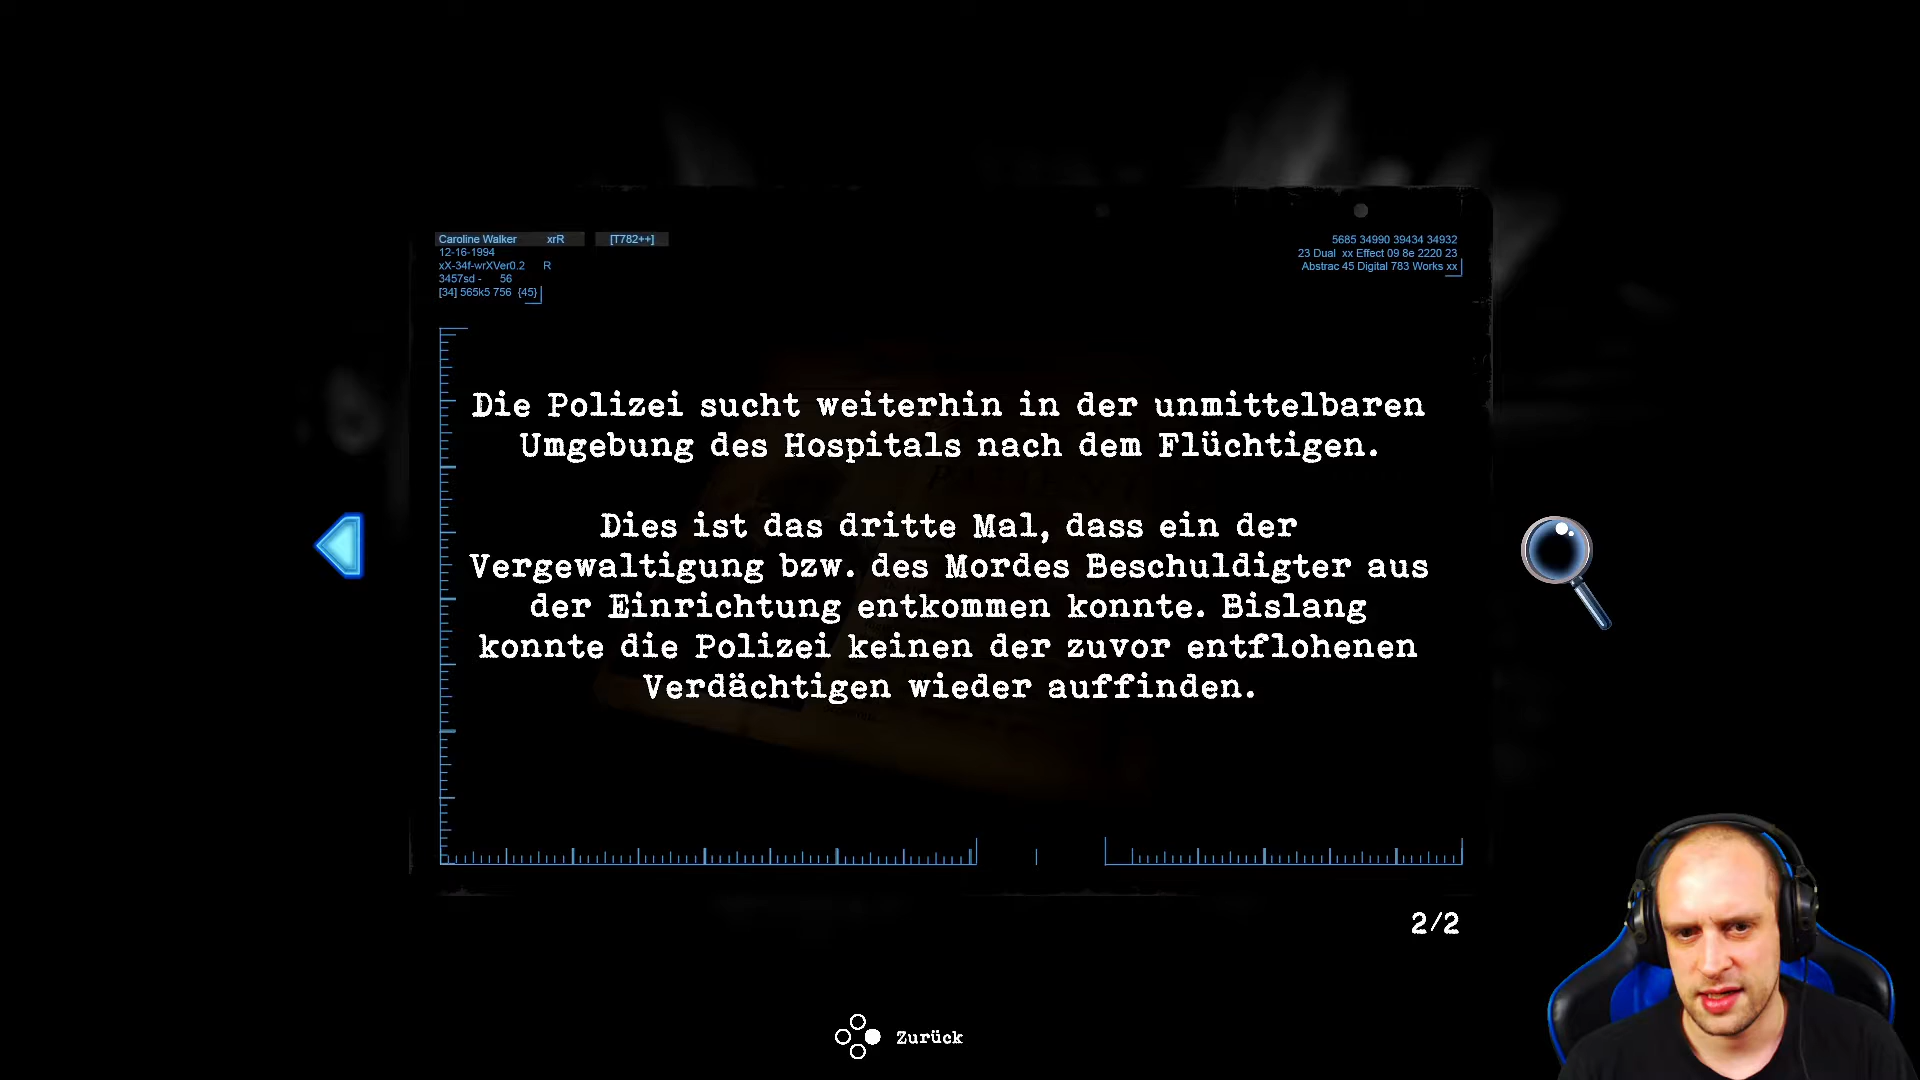 Caroline Walker xrR [T782++]
12-16-1994
xX-34f-wrXVer0.2 R
3457sd - 56
[34] 565k5 756 {45}
5685 34990 39434 34932
23 Dual xx Effect 09 8e 2220 23
Abstrac 45 Digital 783 Works xx
Die Polizei sucht weiterhin in der unmittelbaren
Umgebung des Hospitals nach dem Flüchtigen.
Dies ist das dritte Mal, dass ein der
Vergewaltigung bzw. des Mordes Beschuldigter aus
der Einrichtung entkommen konnte. Bislang
konnte die Polizei keinen der zuvor entflohenen
Verdächtigen wieder auffinden.
2/2
Zurück